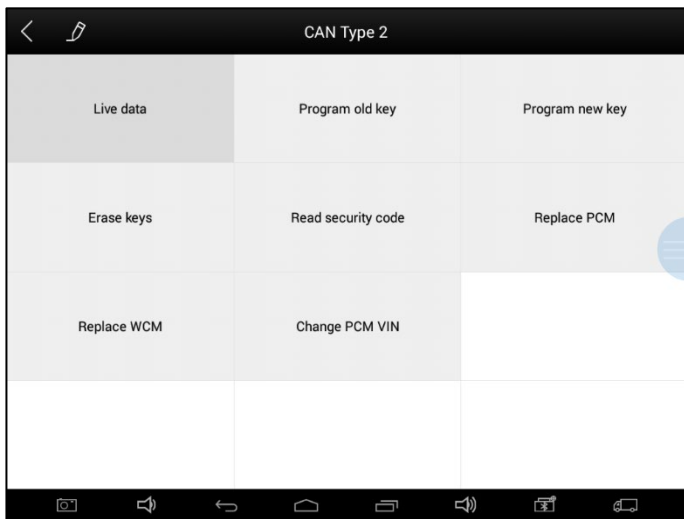 CAN Type 2
Live data
Program old key
Program new key
Erase keys
Read security code
Replace PCM
Replace WCM
Change PCM VIN